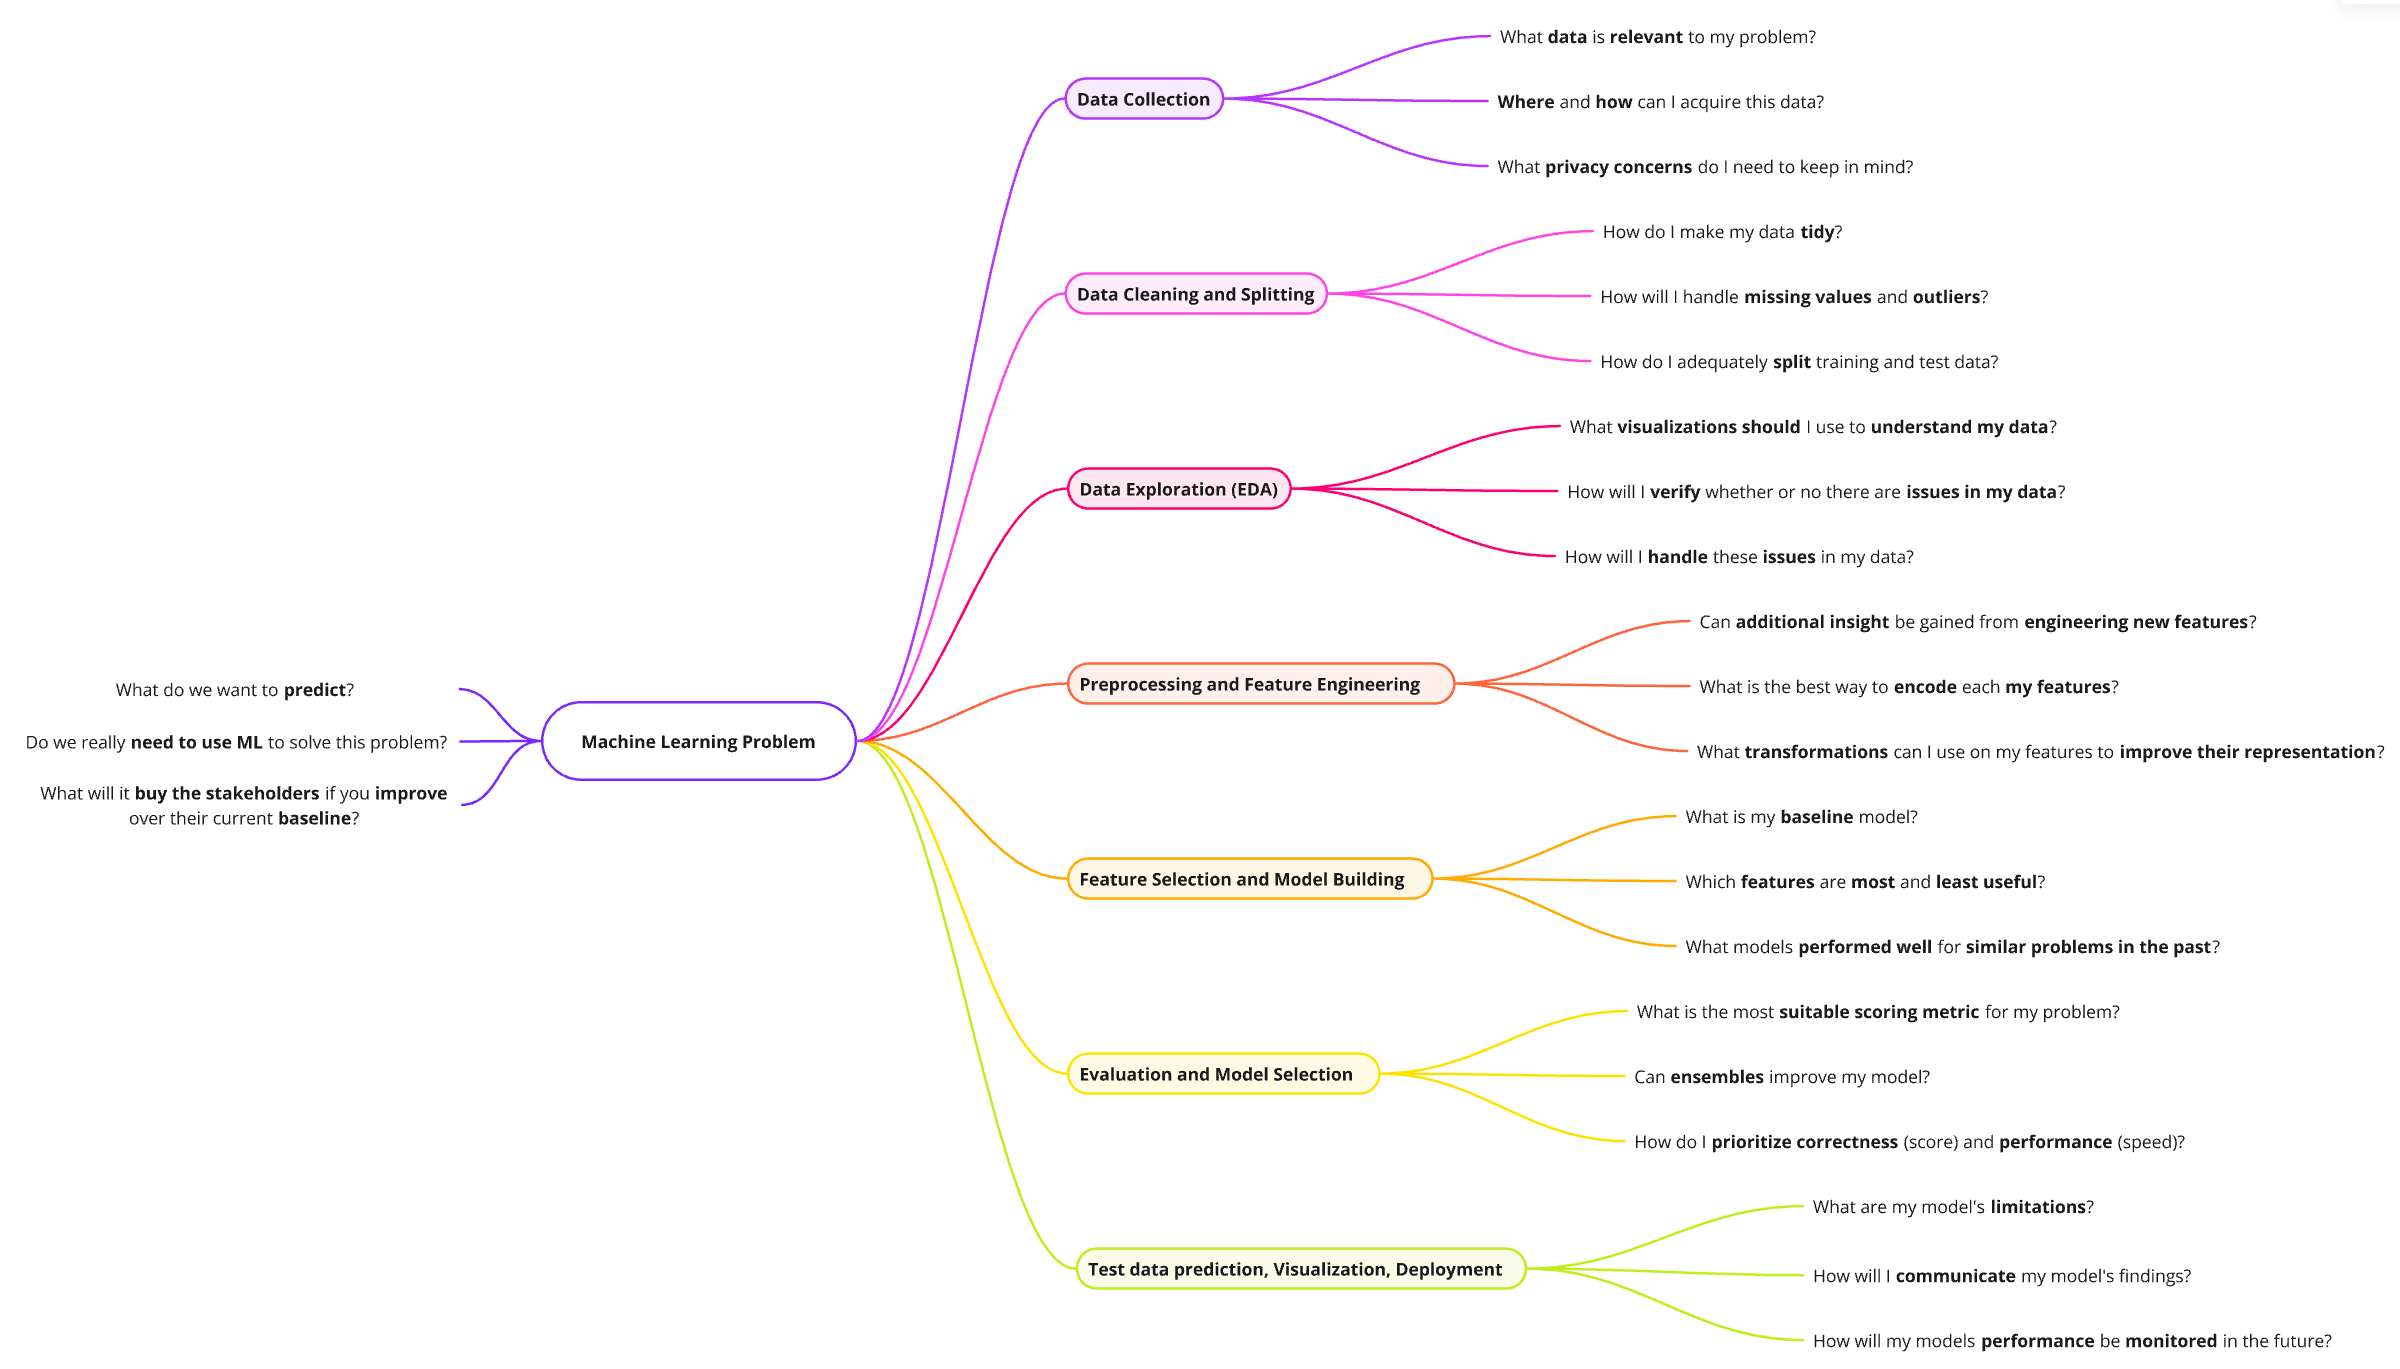 What do we want to predict?
Do we really need to use ML to solve this problem?
What will it buy the stakeholders if you improve
over their current baseline?
Machine Learning Problem
Data Collection
What data is relevant to my problem?
Where and how can I acquire this data?
What privacy concerns do I need to keep in mind?
Data Cleaning and Splitting
How do I make my data tidy?
How will I handle missing values and outliers?
How do I adequately split training and test data?
Data Exploration (EDA)
What visualizations should I use to understand my data?
How will I verify whether or no there are issues in my data?
How will I handle these issues in my data?
Preprocessing and Feature Engineering
Can additional insight be gained from engineering new features?
What is the best way to encode each my features?
What transformations can I use on my features to improve their representation?
Feature Selection and Model Building
What is my baseline model?
Which features are most and least useful?
What models performed well for similar problems in the past?
Evaluation and Model Selection
What is the most suitable scoring metric for my problem?
Can ensembles improve my model?
How do I prioritize correctness (score) and performance (speed)?
Test data prediction, Visualization, Deployment
What are my model's limitations?
How will I communicate my model's findings?
How will my models performance be monitored in the future?